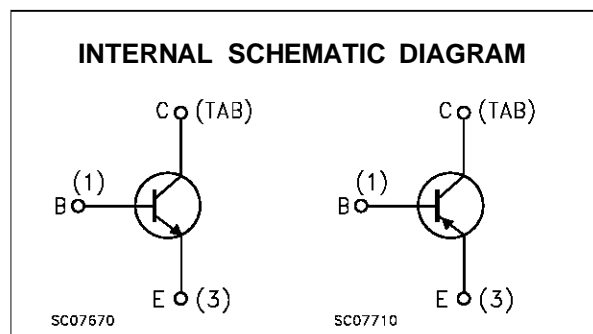 INTERNAL SCHEMATIC DIAGRAM
C (TAB)
(1)
B
E (3)
SC07670
C (TAB)
(1)
B
E (3)
SC07710